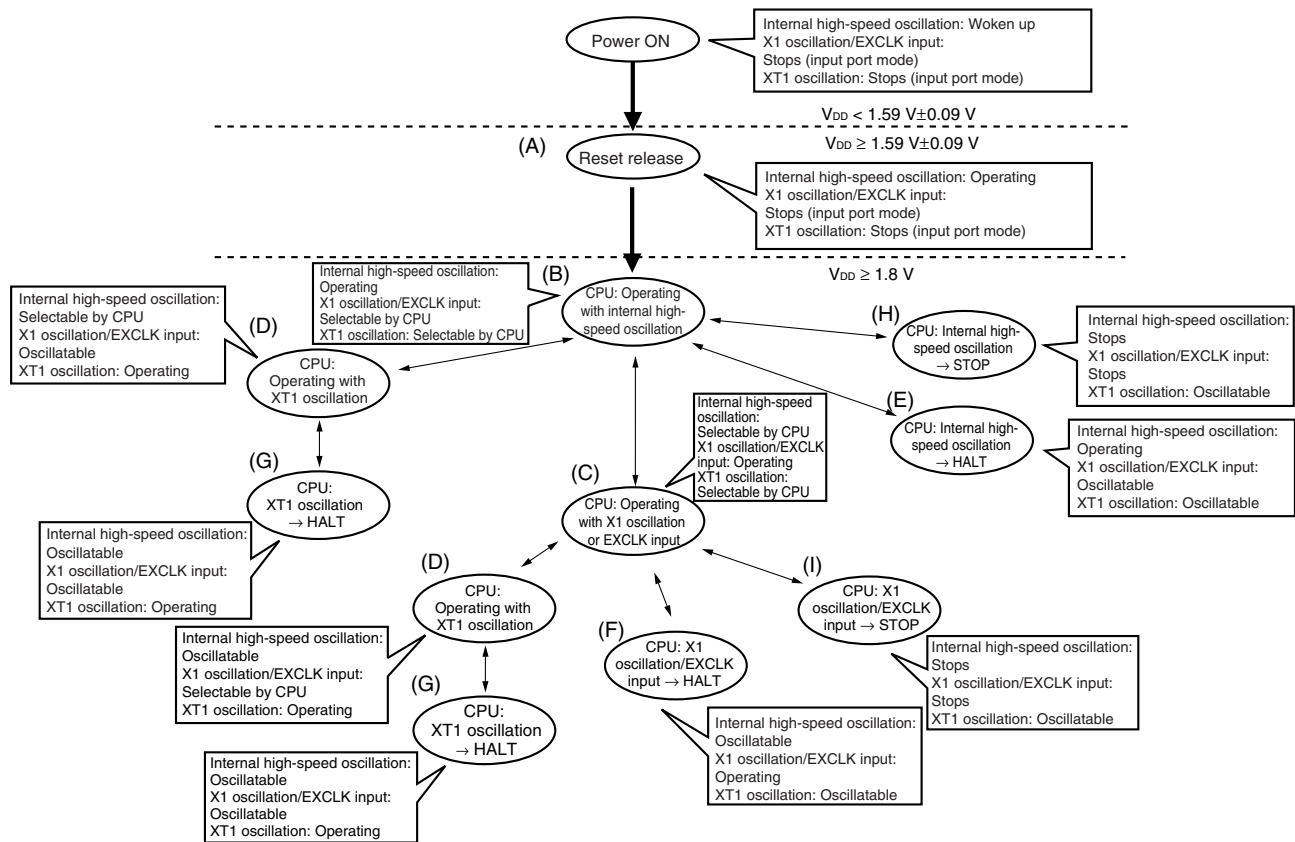 Power ON
Internal high-speed oscillation: Woken up
X1 oscillation/EXCLK input:
Stops (input port mode)
XT1 oscillation: Stops (input port mode)
VDD < 1.59 V±0.09 V
VDD ≥ 1.59 V±0.09 V
(A)
Reset release
Internal high-speed oscillation: Operating
X1 oscillation/EXCLK input:
Stops (input port mode)
XT1 oscillation: Stops (input port mode)
VDD ≥ 1.8 V
(B)
Internal high-speed oscillation:
Operating
X1 oscillation/EXCLK input:
Selectable by CPU
XT1 oscillation: Selectable by CPU
CPU: Operating
with internal high-
speed oscillation
Internal high-speed oscillation:
Selectable by CPU
X1 oscillation/EXCLK input:
Oscillatable
XT1 oscillation: Operating
(D)
CPU:
Operating with
XT1 oscillation
(H)
CPU: Internal high-
speed oscillation
→ STOP
Internal high-speed oscillation:
Stops
X1 oscillation/EXCLK input:
Stops
XT1 oscillation: Oscillatable
(E)
CPU: Internal high-
speed oscillation
→ HALT
Internal high-speed oscillation:
Operating
X1 oscillation/EXCLK input:
Oscillatable
XT1 oscillation: Oscillatable
Internal high-speed
oscillation:
Selectable by CPU
X1 oscillation/EXCLK
input: Operating
XT1 oscillation:
Selectable by CPU
(C)
CPU: Operating
with X1 oscillation
or EXCLK input
(G)
CPU:
XT1 oscillation
→ HALT
Internal high-speed oscillation:
Oscillatable
X1 oscillation/EXCLK input:
Oscillatable
XT1 oscillation: Operating
(D)
CPU:
Operating with
XT1 oscillation
Internal high-speed oscillation:
Oscillatable
X1 oscillation/EXCLK input:
Selectable by CPU
XT1 oscillation: Operating
(G)
CPU:
XT1 oscillation
→ HALT
Internal high-speed oscillation:
Oscillatable
X1 oscillation/EXCLK input:
Oscillatable
XT1 oscillation: Operating
(F)
CPU: X1
oscillation/EXCLK
input → HALT
Internal high-speed oscillation:
Oscillatable
X1 oscillation/EXCLK input:
Operating
XT1 oscillation: Oscillatable
(I)
CPU: X1
oscillation/EXCLK
input → STOP
Internal high-speed oscillation:
Stops
X1 oscillation/EXCLK input:
Stops
XT1 oscillation: Oscillatable